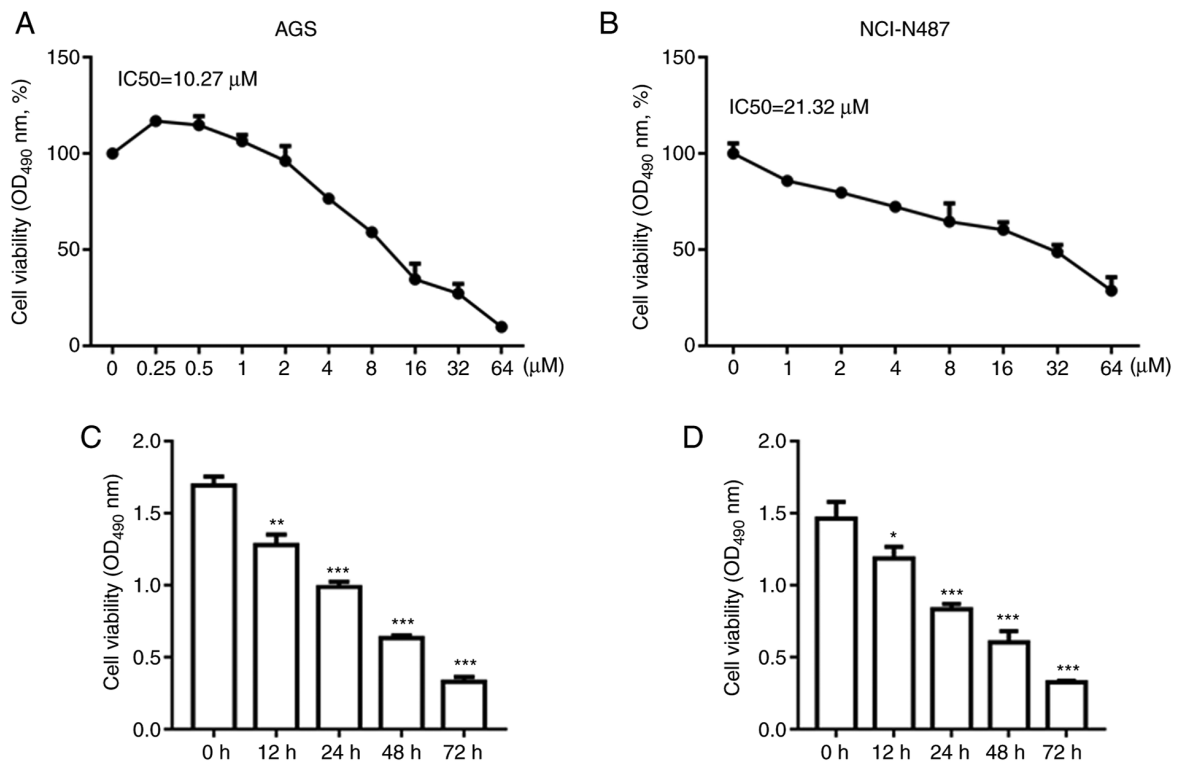 A
AGS
Cell viability (OD490 nm, %)
150
100
50
0
IC50=10.27 µM
0 0.25 0.5 1 2 4 8 16 32 64 (µM)
B
NCI-N487
Cell viability (OD490 nm, %)
150
100
50
0
IC50=21.32 µM
0 1 2 4 8 16 32 64 (µM)
C
Cell viability (OD490 nm)
2.0
1.5
1.0
0.5
0.0
**
***
***
***
0 h 12 h 24 h 48 h 72 h
D
Cell viability (OD490 nm)
2.0
1.5
1.0
0.5
0.0
*
***
***
***
0 h 12 h 24 h 48 h 72 h